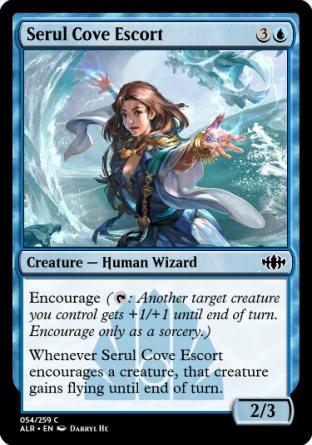 Serul Cove Escort 3
Creature — Human Wizard
Encourage (T: Another target creature
you control gets +1/+1 until end of turn.
Encourage only as a sorcery.)
Whenever Serul Cove Escort
encourages a creature, that creature
gains flying until end of turn.
054/259 C
ALR • EN Darryl He
2/3